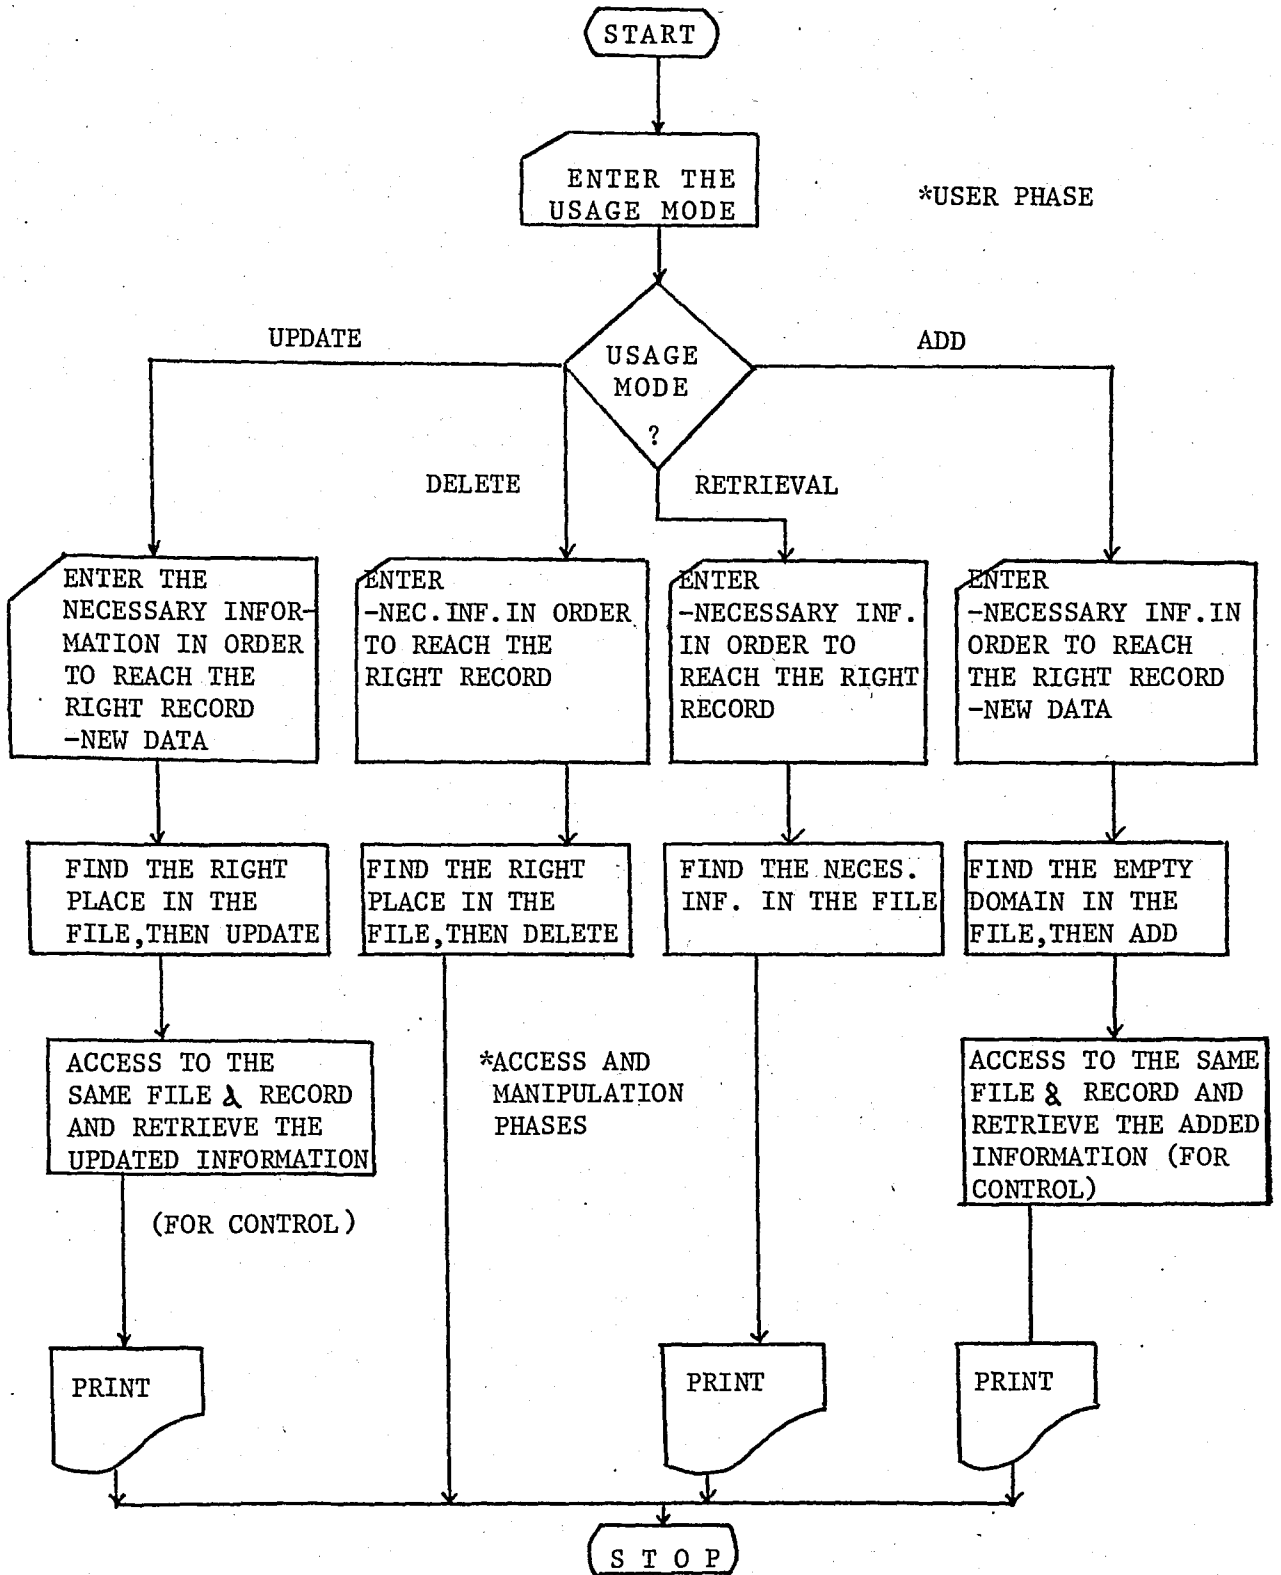 START
ENTER THE
USAGE MODE
*USER PHASE
USAGE
MODE
?
UPDATE
ADD
DELETE
RETRIEVAL
ENTER THE
NECESSARY INFOR-
MATION IN ORDER
TO REACH THE
RIGHT RECORD
-NEW DATA
ENTER
-NEC.INF.IN ORDER
TO REACH THE
RIGHT RECORD
ENTER
-NECESSARY INF.
IN ORDER TO
REACH THE RIGHT
RECORD
ENTER
-NECESSARY INF.IN
ORDER TO REACH
THE RIGHT RECORD
-NEW DATA
FIND THE RIGHT
PLACE IN THE
FILE,THEN UPDATE
FIND THE RIGHT
PLACE IN THE
FILE,THEN DELETE
FIND THE NECES.
INF. IN THE FILE
FIND THE EMPTY
DOMAIN IN THE
FILE,THEN ADD
ACCESS TO THE
SAME FILE & RECORD
AND RETRIEVE THE
UPDATED INFORMATION
(FOR CONTROL)
*ACCESS AND
MANIPULATION
PHASES
ACCESS TO THE SAME
FILE & RECORD AND
RETRIEVE THE ADDED
INFORMATION (FOR
CONTROL)
PRINT
PRINT
PRINT
S T O P